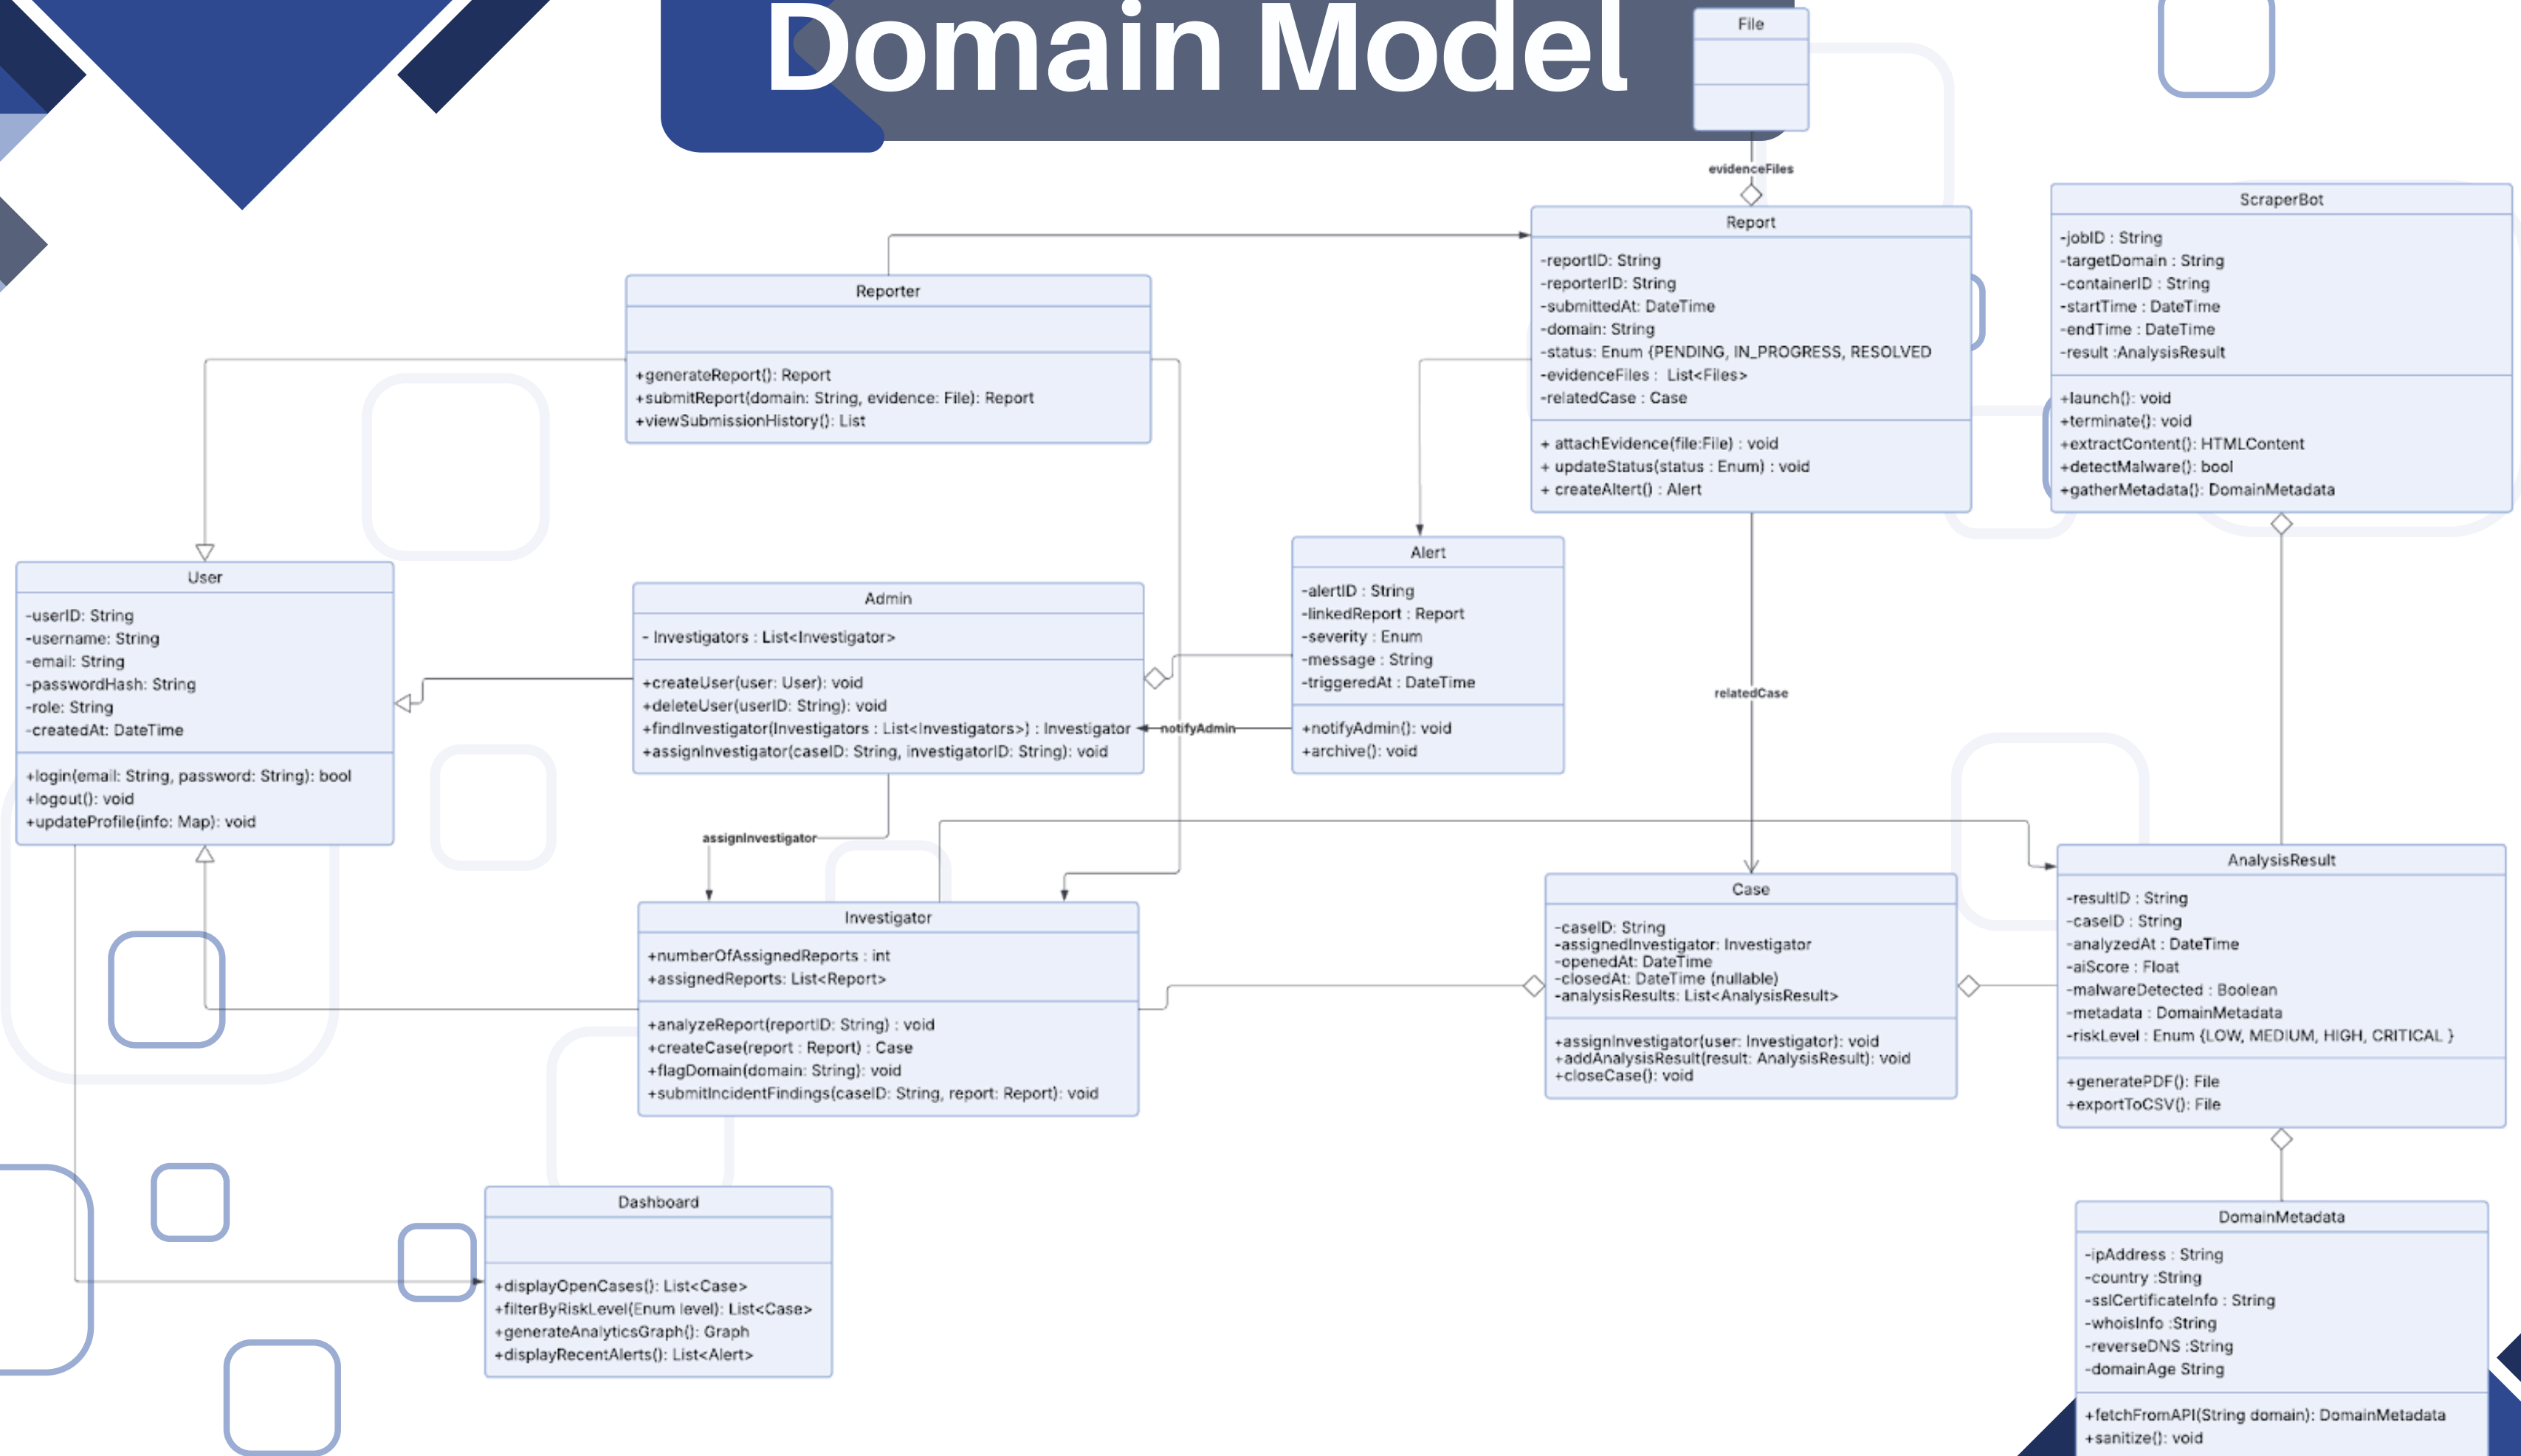 Domain Model
File
evidenceFiles
Report
-reportID: String
-reporterID: String
-submittedAt: DateTime
-domain: String
-status: Enum {PENDING, IN_PROGRESS, RESOLVED
-evidenceFiles : List<Files>
-relatedCase : Case
+ attachEvidence(file:File) : void
+ updateStatus(status : Enum) : void
+ createAltert() : Alert
ScraperBot
-jobID : String
-targetDomain : String
-containerID : String
-startTime : DateTime
-endTime : DateTime
-result :AnalysisResult
+launch(): void
+terminate(): void
+extractContent(): HTMLContent
+detectMalware(): bool
+gatherMetadata(): DomainMetadata
Reporter
+generateReport(): Report
+submitReport(domain: String, evidence: File): Report
+viewSubmissionHistory(): List
User
-userID: String
-username: String
-email: String
-passwordHash: String
-role: String
-createdAt: DateTime
+login(email: String, password: String): bool
+logout(): void
+updateProfile(info: Map): void
Admin
- Investigators : List<Investigator>
+createUser(user: User): void
+deleteUser(userID: String): void
+findInvestigator(Investigators : List<Investigators>) : Investigator
+assignInvestigator(caseID: String, investigatorID: String): void
notifyAdmin
Alert
-alertID : String
-linkedReport : Report
-severity : Enum
-message : String
-triggeredAt : DateTime
+notifyAdmin(): void
+archive(): void
relatedCase
assignInvestigator
Investigator
+numberOfAssignedReports : int
+assignedReports: List<Report>
+analyzeReport(reportID: String) : void
+createCase(report : Report) : Case
+flagDomain(domain: String): void
+submitIncidentFindings(caseID: String, report: Report): void
Case
-caseID: String
-assignedInvestigator: Investigator
-openedAt: DateTime
-closedAt: DateTime (nullable)
-analysisResults: List<AnalysisResult>
+assignInvestigator(user: Investigator): void
+addAnalysisResult(result: AnalysisResult): void
+closeCase(): void
AnalysisResult
-resultID : String
-caseID : String
-analyzedAt : DateTime
-aiScore : Float
-malwareDetected : Boolean
-metadata : DomainMetadata
-riskLevel : Enum {LOW, MEDIUM, HIGH, CRITICAL }
+generatePDF(): File
+exportToCSV(): File
Dashboard
+displayOpenCases(): List<Case>
+filterByRiskLevel(Enum level): List<Case>
+generateAnalyticsGraph(): Graph
+displayRecentAlerts(): List<Alert>
DomainMetadata
-ipAddress : String
-country :String
-sslCertificateInfo : String
-whoisInfo :String
-reverseDNS :String
-domainAge String
+fetchFromAPI(String domain): DomainMetadata
+sanitize(): void